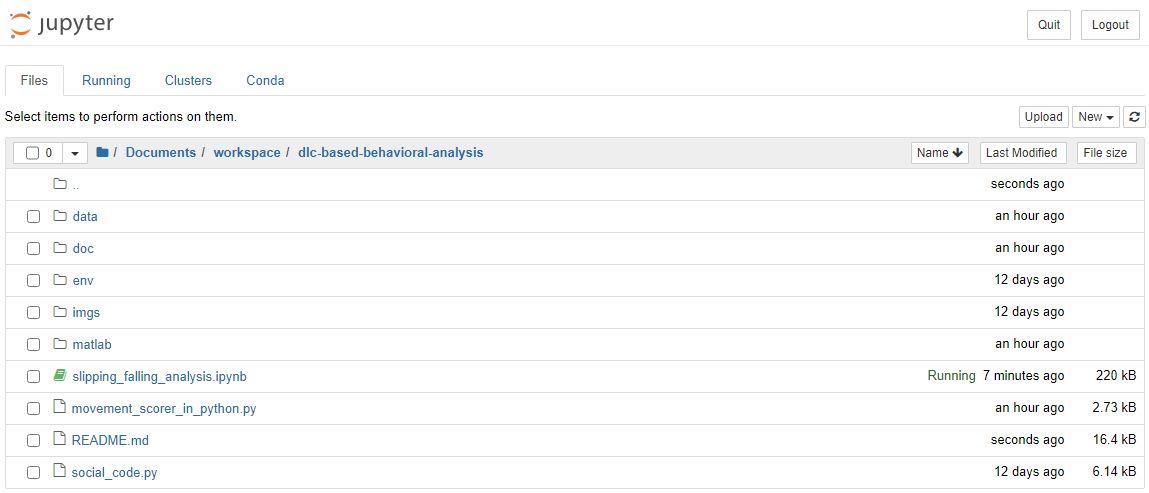 jupyter Quit Logout
Files Running Clusters Conda
Select items to perform actions on them. Upload New
0 / Documents / workspace / dlc-based-behavioral-analysis Name Last Modified File size
.. seconds ago
data an hour ago
doc an hour ago
env 12 days ago
imgs 12 days ago
matlab an hour ago
slipping_falling_analysis.ipynb Running 7 minutes ago 220 kB
movement_scorer_in_python.py an hour ago 2.73 kB
README.md seconds ago 16.4 kB
social_code.py 12 days ago 6.14 kB